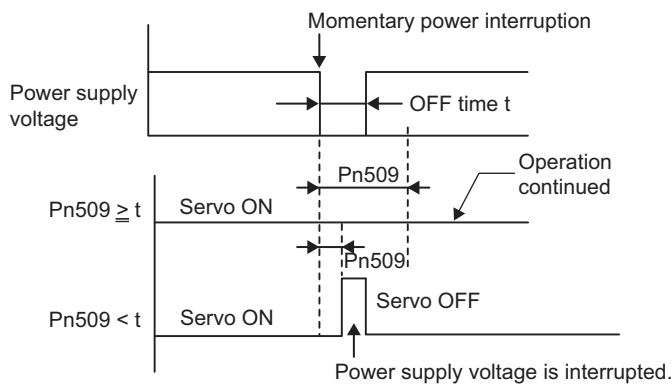 Momentary power interruption
Power supply
voltage
OFF time t
Operation
continued
Pn509
Pn509 ≧ t
Servo ON
Pn509
Pn509 < t
Servo ON
Servo OFF
Power supply voltage is interrupted.